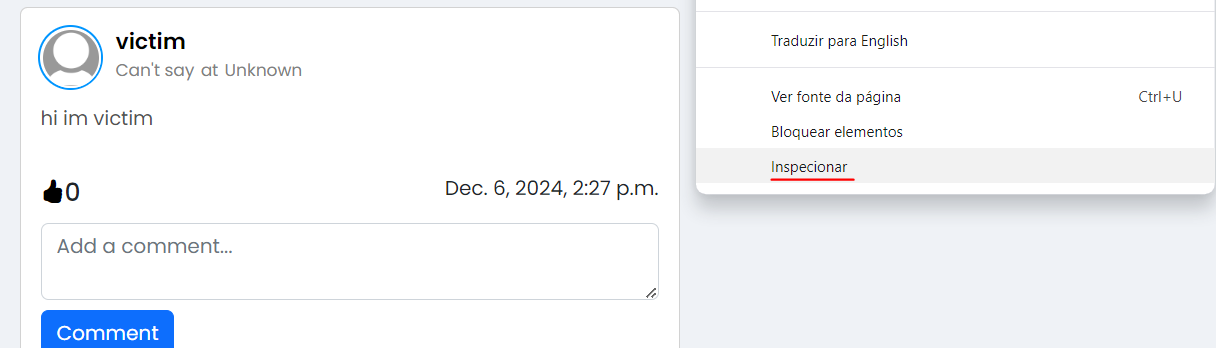 victim
Can't say at Unknown
hi im victim
0
Dec. 6, 2024, 2:27 p.m.
Add a comment...
Comment
Traduzir para English
Ver fonte da página Ctrl+U
Bloquear elementos
Inspecionar